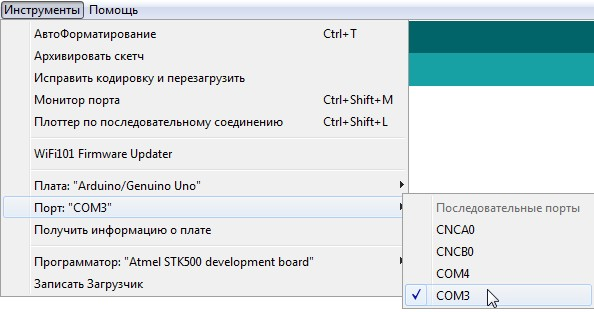 Инструменты Помощь
АвтоФорматирование Ctrl+T
Архивировать скетч
Исправить кодировку и перезагрузить
Монитор порта Ctrl+Shift+M
Плоттер по последовательному соединению Ctrl+Shift+L
WiFi101 Firmware Updater
Плата: "Arduino/Genuino Uno"
Порт: "COM3"
Получить информацию о плате
Программатор: "Atmel STK500 development board"
Записать Загрузчик
Последовательные порты
CNCA0
CNCB0
COM4
COM3